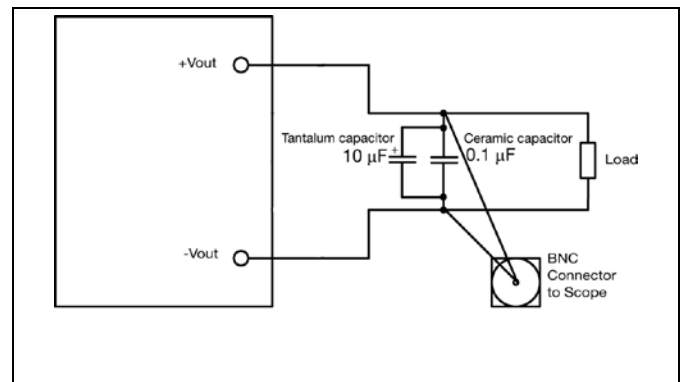 +Vout
Tantalum capacitor
10 µF
+
Ceramic capacitor
0.1 µF
Load
-Vout
BNC
Connector
to Scope